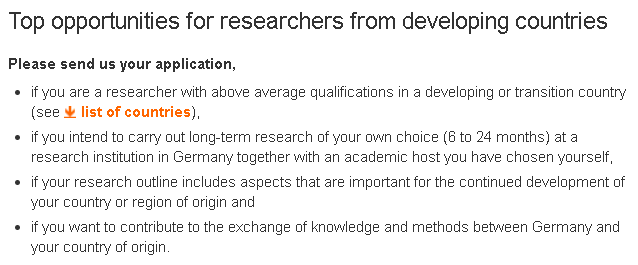 Top opportunities for researchers from developing countries
Please send us your application,
• if you are a researcher with above average qualifications in a developing or transition country
(see list of countries),
• if you intend to carry out long-term research of your own choice (6 to 24 months) at a
research institution in Germany together with an academic host you have chosen yourself,
• if your research outline includes aspects that are important for the continued development of
your country or region of origin and
• if you want to contribute to the exchange of knowledge and methods between Germany and
your country of origin.